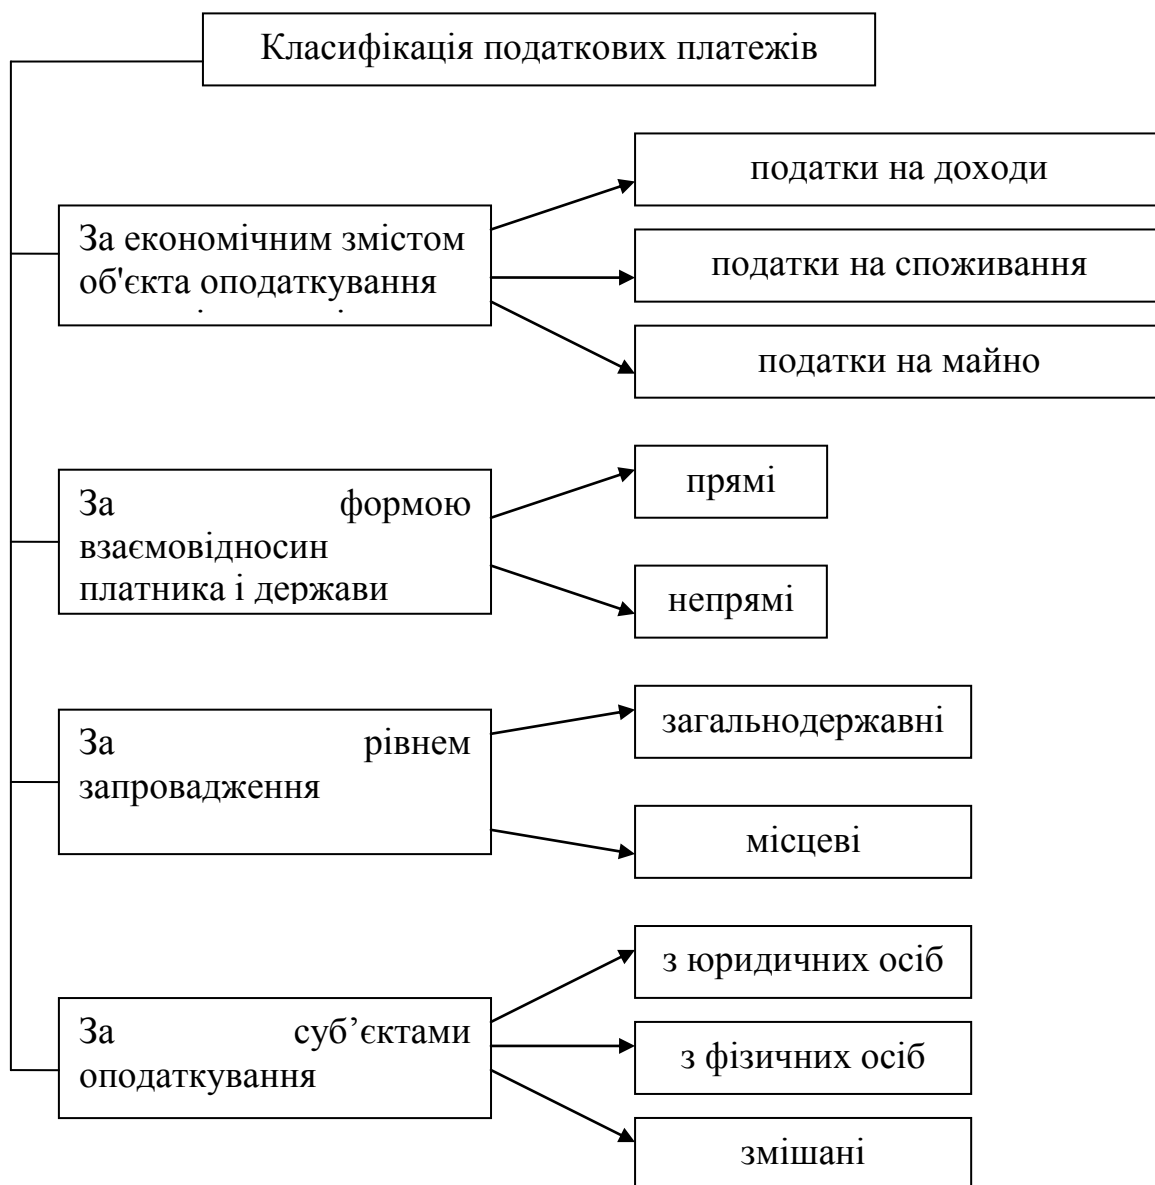 Класифікація податкових платежів
податки на доходи
За економічним змістом
об'єкта оподаткування
податки на споживання
податки на майно
За формою
взаємовідносин
платника і держави
прямі
непрямі
За рівнем
запровадження
загальнодержавні
місцеві
За суб’єктами
оподаткування
з юридичних осіб
з фізичних осіб
змішані